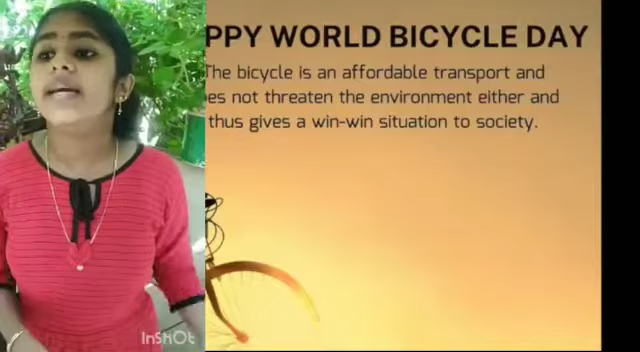 PPY WORLD BICYCLE DAY
The bicycle is an affordable transport and
es not threaten the environment either and
thus gives a win-win situation to society.
InShOt